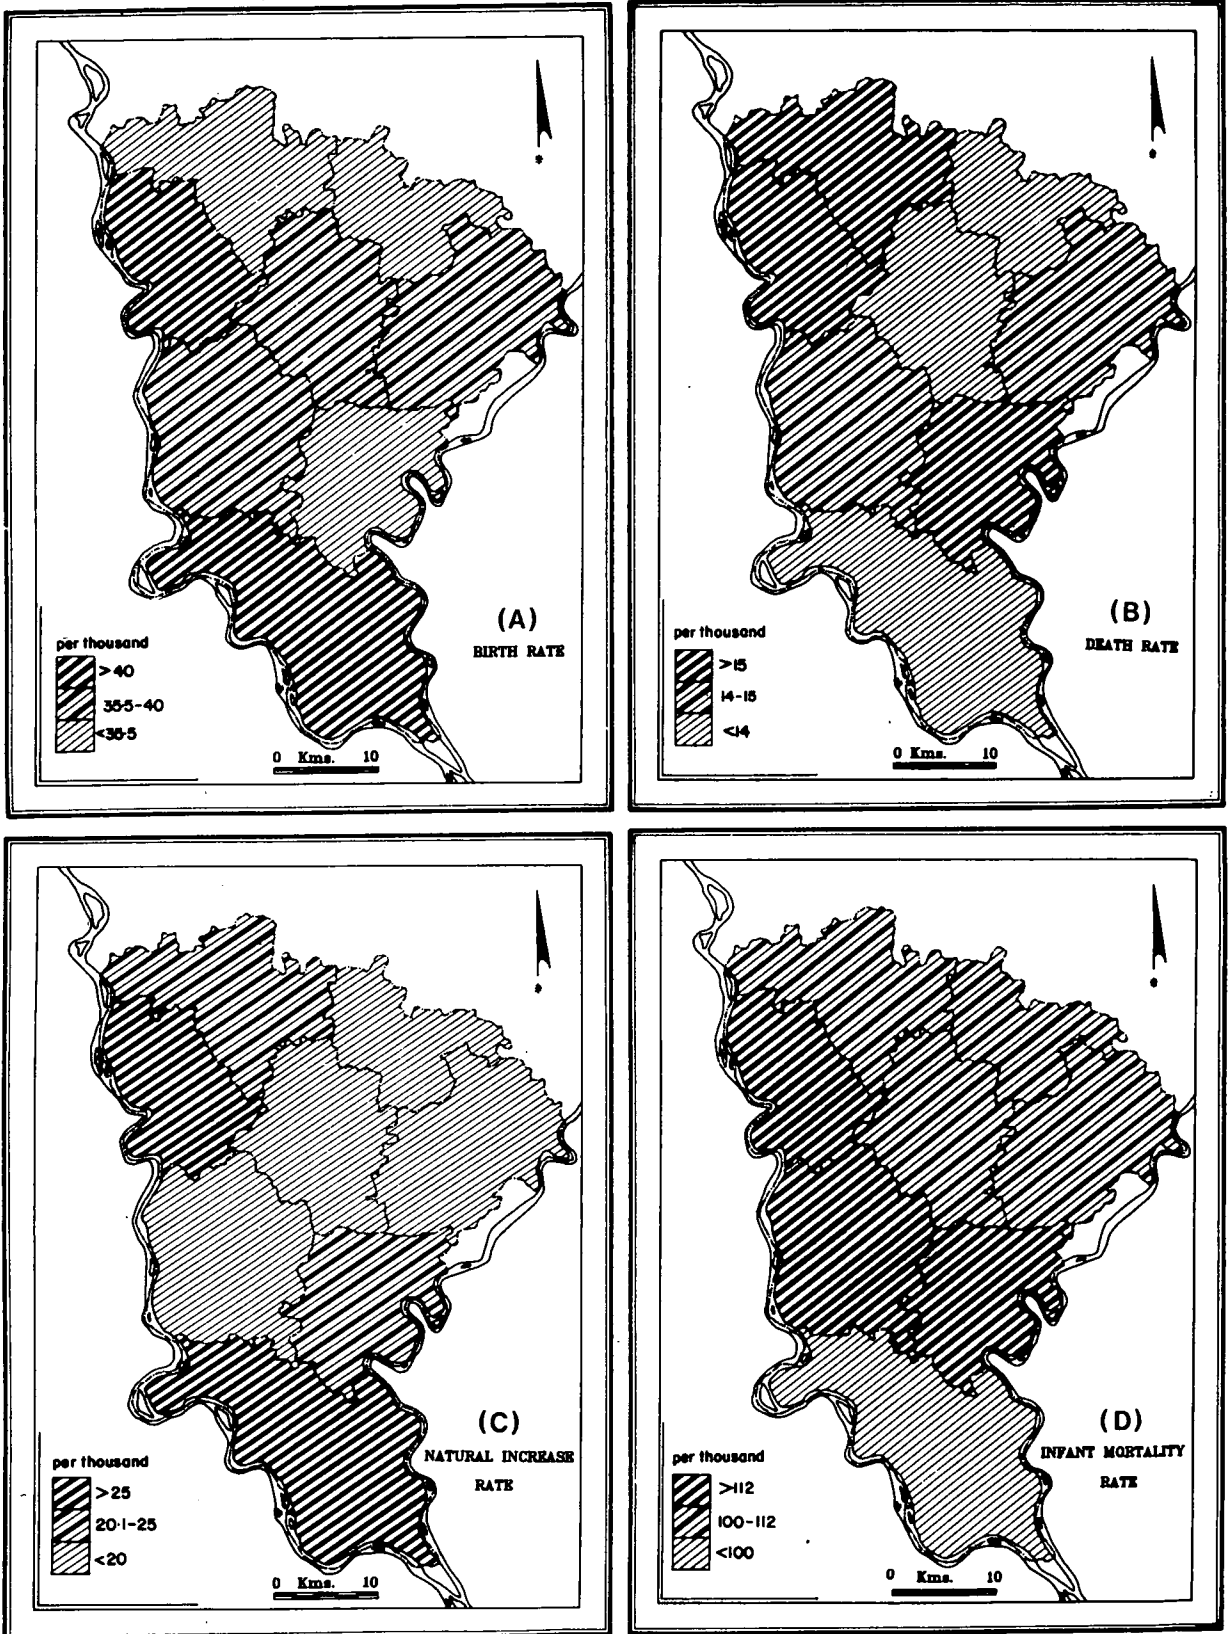 (A)
BIRTH RATE
per thousand
>40
35·5-40
<35·5
0 Kms. 10
(B)
DEATH RATE
per thousand
>15
14-15
<14
0 Kms. 10
(C)
NATURAL INCREASE
RATE
per thousand
>25
20·1-25
<20
0 Kms. 10
(D)
INFANT MORTALITY
RATE
per thousand
>112
100-112
<100
0 Kms. 10